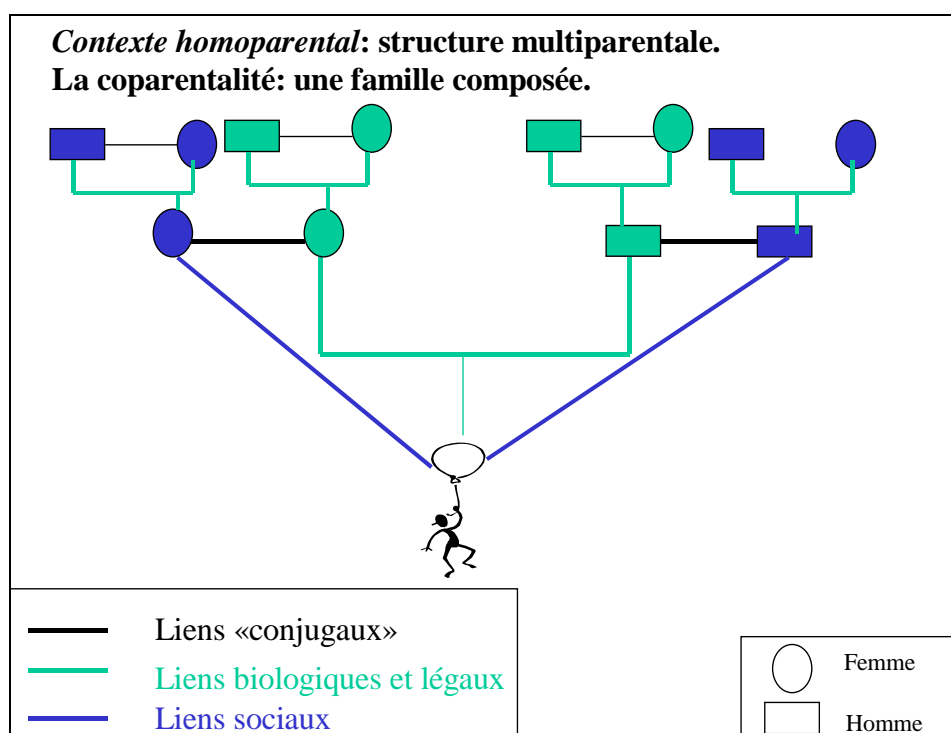 Contexte homoparental: structure multiparentale.
La coparentalité: une famille composée.
Liens «conjugaux»
Liens biologiques et légaux
Liens sociaux
Femme
Homme